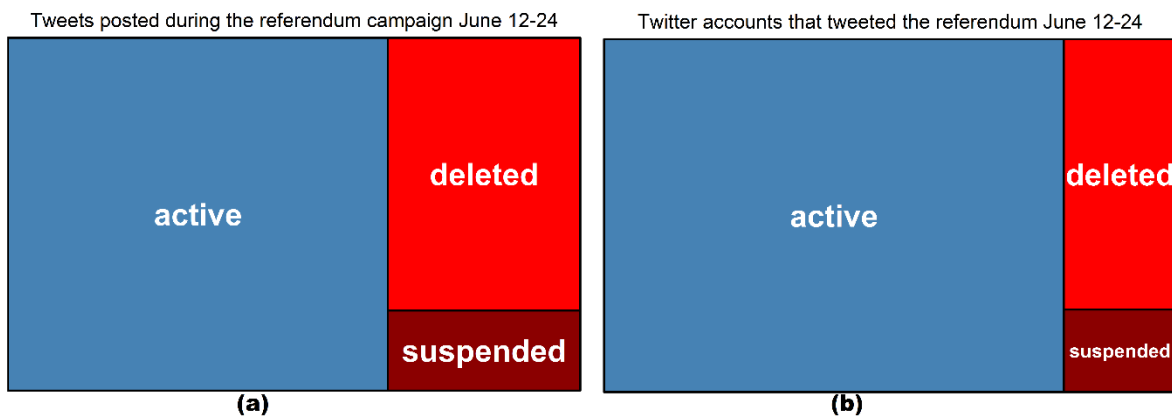 Tweets posted during the referendum campaign June 12-24
active
deleted
suspended
(a)
Twitter accounts that tweeted the referendum June 12-24
active
deleted
suspended
(b)